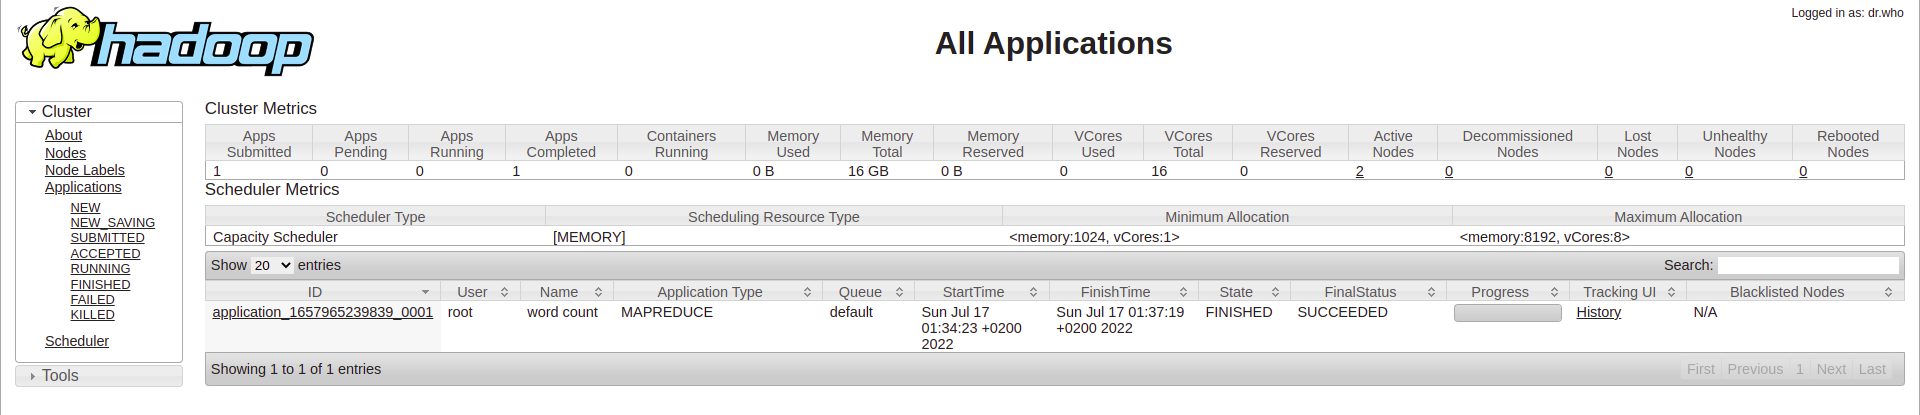 Logged in as: dr.who
hadoop
All Applications
Cluster
About
Nodes
Node Labels
Applications
NEW
NEW_SAVING
SUBMITTED
ACCEPTED
RUNNING
FINISHED
FAILED
KILLED
Scheduler
Tools
Cluster Metrics
Apps Submitted Apps Pending Apps Running Apps Completed Containers Running Memory Used Memory Total Memory Reserved VCores Used VCores Total VCores Reserved Active Nodes Decommissioned Nodes Lost Nodes Unhealthy Nodes Rebooted Nodes
1 0 0 1 0 0 B 16 GB 0 B 0 16 0 2 0 0 0 0
Scheduler Metrics
Scheduler Type Scheduling Resource Type Minimum Allocation Maximum Allocation
Capacity Scheduler [MEMORY] <memory:1024, vCores:1> <memory:8192, vCores:8>
Show 20 entries Search:
ID User Name Application Type Queue StartTime FinishTime State FinalStatus Progress Tracking UI Blacklisted Nodes
application_1657965239839_0001 root word count MAPREDUCE default Sun Jul 17 01:34:23 +0200 2022 Sun Jul 17 01:37:19 +0200 2022 FINISHED SUCCEEDED History N/A
Showing 1 to 1 of 1 entries First Previous 1 Next Last